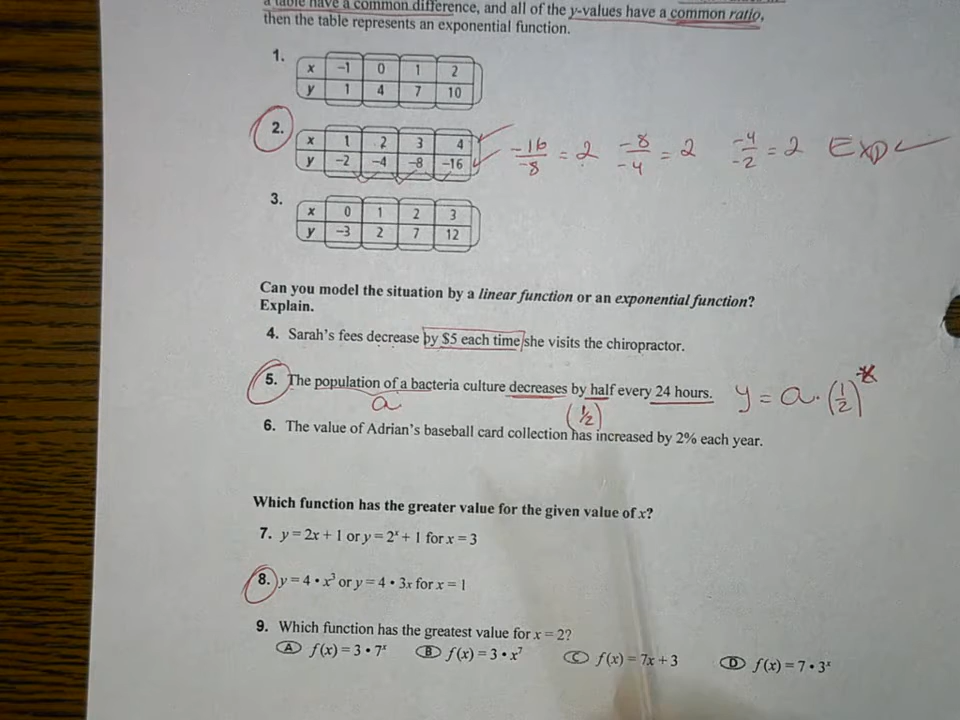 a table have a common difference, and all of the y-values have a common ratio,
then the table represents an exponential function.
1.
x -1 0 1 2
y 1 4 7 10
2.
x 1 2 3 4
y -2 -4 -8 -16
-16/-8 = 2 -8/-4 = 2 -4/-2 = 2 EXP
3.
x 0 1 2 3
y -3 2 7 12
Can you model the situation by a linear function or an exponential function?
Explain.
4. Sarah's fees decrease by $5 each time she visits the chiropractor.
5. The population of a bacteria culture decreases by half every 24 hours. y = a·(1/2)^x
a (1/2)
6. The value of Adrian's baseball card collection has increased by 2% each year.
Which function has the greater value for the given value of x?
7. y = 2x + 1 or y = 2ˣ + 1 for x = 3
8. y = 4 • x³ or y = 4 • 3x for x = 1
9. Which function has the greatest value for x = 2?
A f(x) = 3 • 7ˣ B f(x) = 3 • x⁷ C f(x) = 7x + 3 D f(x) = 7 • 3ˣ